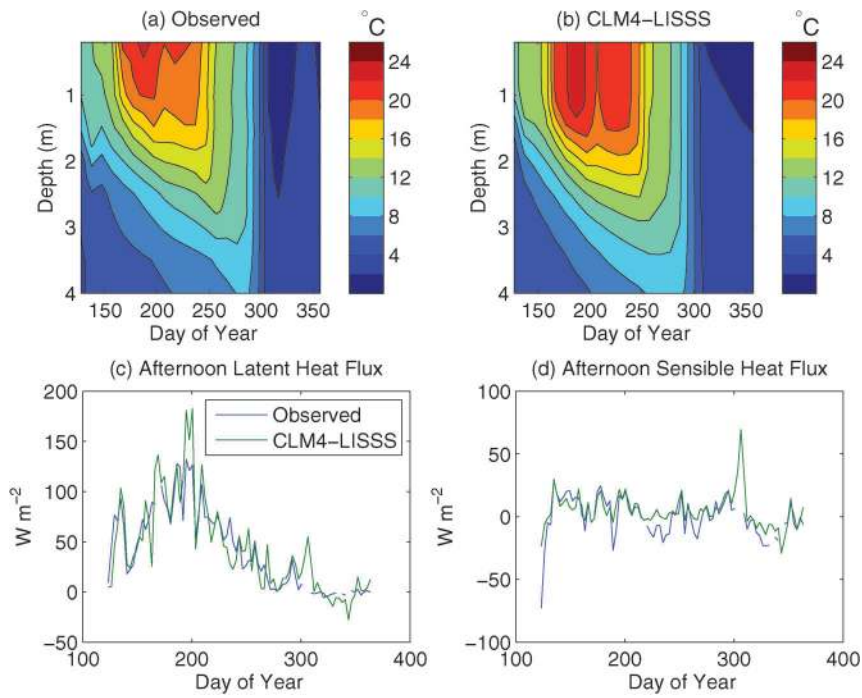 (a) Observed
°C
24
20
16
12
8
4
1
2
3
4
Depth (m)
150 200 250 300 350
Day of Year
(b) CLM4-LISSS
°C
24
20
16
12
8
4
1
2
3
4
Depth (m)
150 200 250 300 350
Day of Year
(c) Afternoon Latent Heat Flux
200
150
100
50
0
-50
W m-2
Observed
CLM4-LISSS
100 200 300 400
Day of Year
(d) Afternoon Sensible Heat Flux
100
50
0
-50
-100
W m-2
100 200 300 400
Day of Year